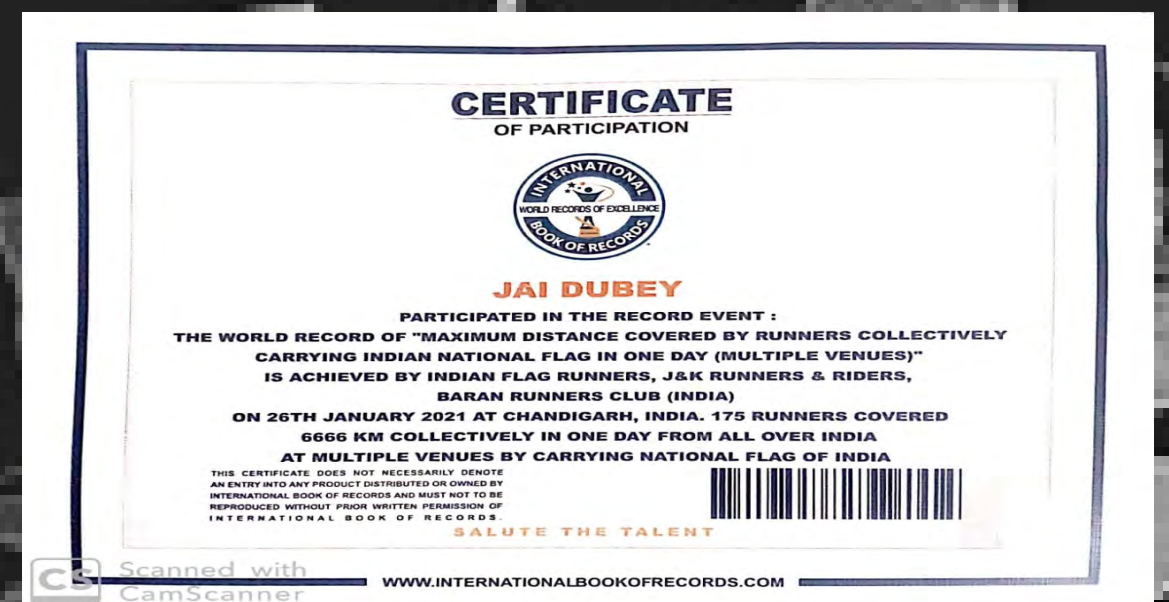 CERTIFICATE
OF PARTICIPATION
INTERNATIONAL
WORLD RECORDS OF EXCELLENCE
BOOK OF RECORDS
JAI DUBEY
PARTICIPATED IN THE RECORD EVENT :
THE WORLD RECORD OF "MAXIMUM DISTANCE COVERED BY RUNNERS COLLECTIVELY
CARRYING INDIAN NATIONAL FLAG IN ONE DAY (MULTIPLE VENUES)"
IS ACHIEVED BY INDIAN FLAG RUNNERS, J&K RUNNERS & RIDERS,
BARAN RUNNERS CLUB (INDIA)
ON 26TH JANUARY 2021 AT CHANDIGARH, INDIA. 175 RUNNERS COVERED
6666 KM COLLECTIVELY IN ONE DAY FROM ALL OVER INDIA
AT MULTIPLE VENUES BY CARRYING NATIONAL FLAG OF INDIA
THIS CERTIFICATE DOES NOT NECESSARILY DENOTE
AN ENTRY INTO ANY PRODUCT DISTRIBUTED OR OWNED BY
INTERNATIONAL BOOK OF RECORDS AND MUST NOT TO BE
REPRODUCED WITHOUT PRIOR WRITTEN PERMISSION OF
INTERNATIONAL BOOK OF RECORDS.
SALUTE THE TALENT
CS Scanned with
CamScanner
WWW.INTERNATIONALBOOKOFRECORDS.COM